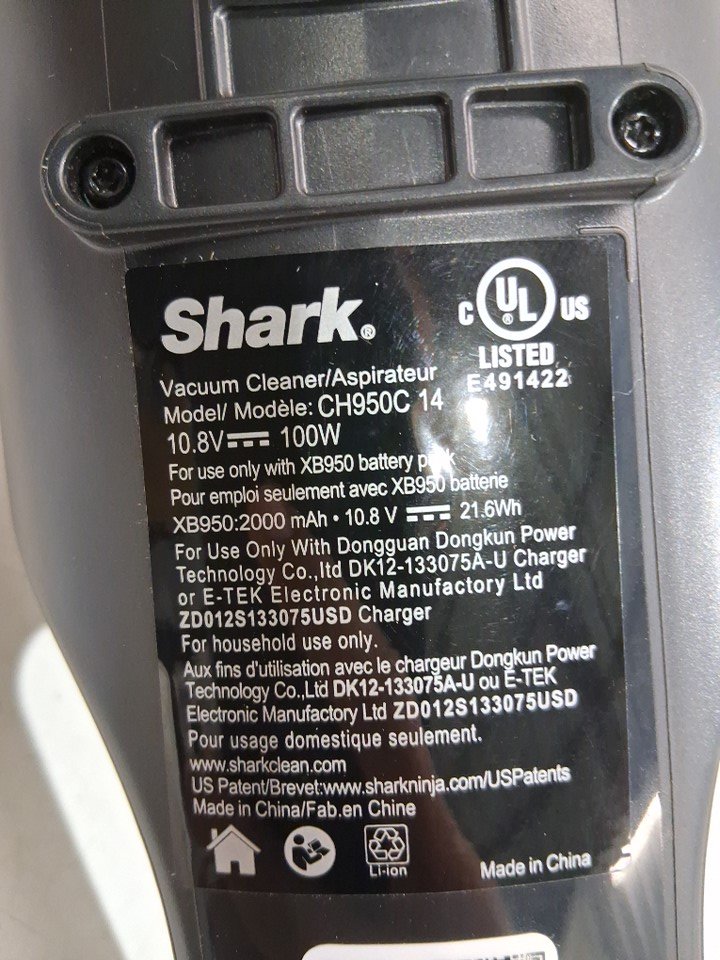 Shark®
C UL® US
LISTED
E491422
Vacuum Cleaner/Aspirateur
Model/ Modèle: CH950C 14
10.8V 100W
For use only with XB950 battery pack
Pour emploi seulement avec XB950 batterie
XB950:2000 mAh • 10.8 V 21.6Wh
For Use Only With Dongguan Dongkun Power
Technology Co.,ltd DK12-133075A-U Charger
or E-TEK Electronic Manufactory Ltd
ZD012S133075USD Charger
For household use only.
Aux fins d'utilisation avec le chargeur Dongkun Power
Technology Co.,Ltd DK12-133075A-U ou E-TEK
Electronic Manufactory Ltd ZD012S133075USD
Pour usage domestique seulement.
www.sharkclean.com
US Patent/Brevet:www.sharkninja.com/USPatents
Made in China/Fab.en Chine
Li-ion
Made in China